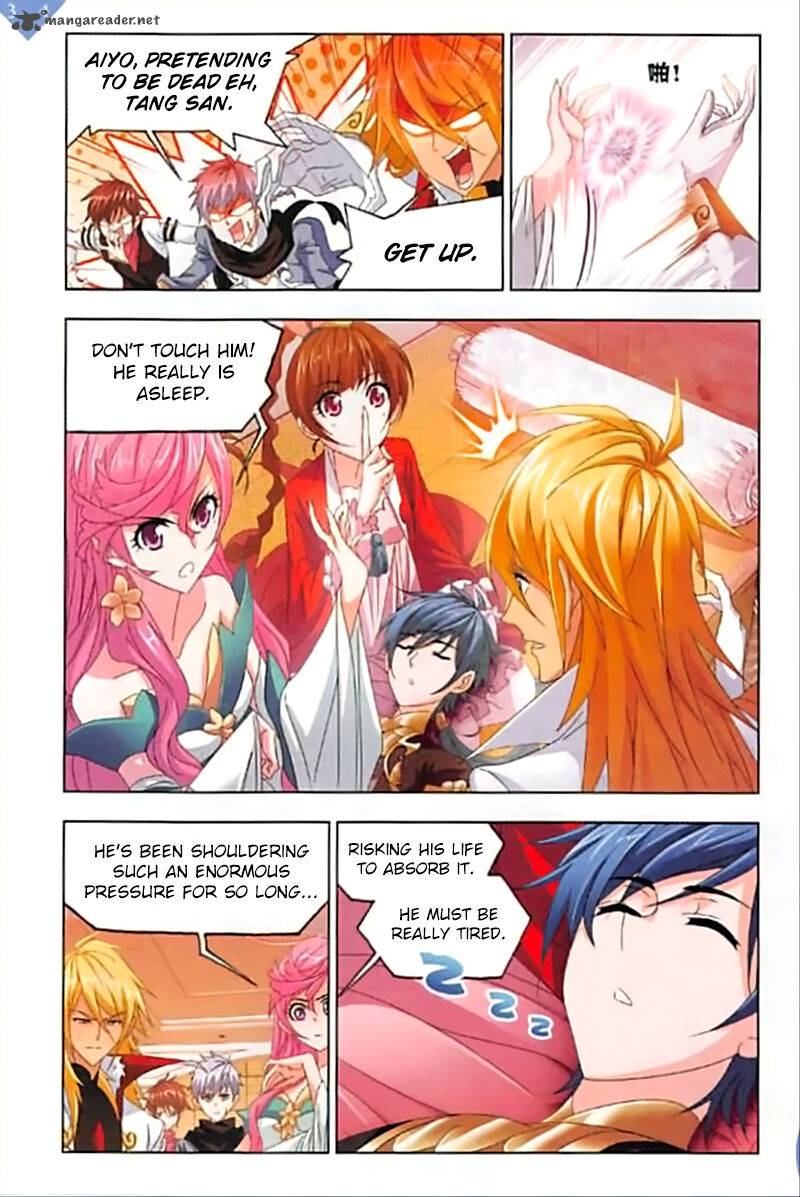 mangareader.net
AIYO, PRETENDING
TO BE DEAD EH,
TANG SAN.
GET UP.
啪!
DON'T TOUCH HIM!
HE REALLY IS
ASLEEP.
HE'S BEEN SHOULDERING
SUCH AN ENORMOUS
PRESSURE FOR SO LONG...
RISKING HIS LIFE
TO ABSORB IT.
HE MUST BE
REALLY TIRED.
Z Z Z